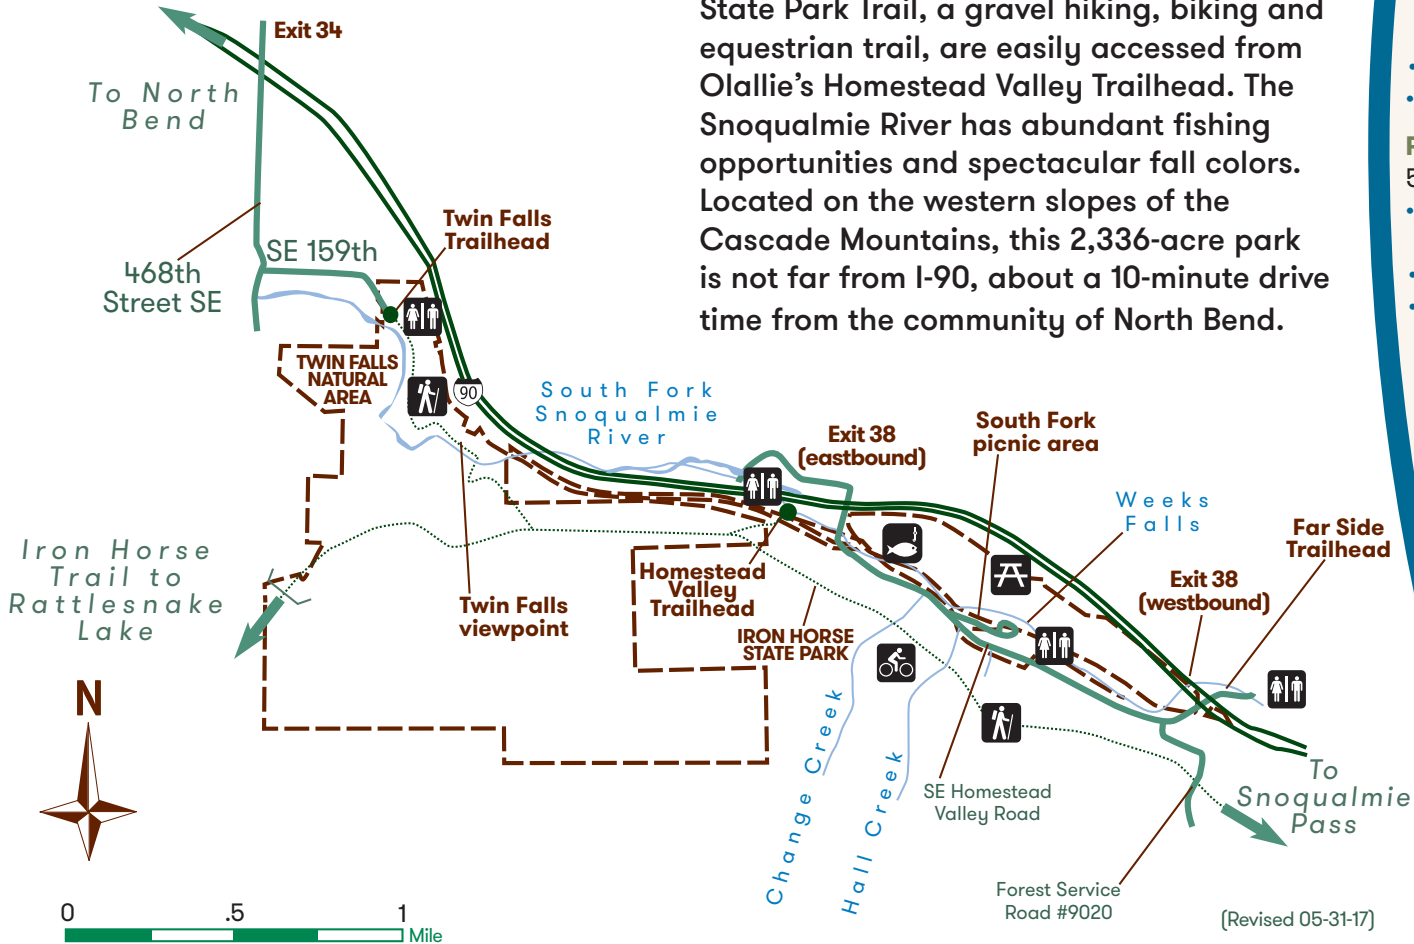 State Park Trail, a gravel hiking, biking and
equestrian trail, are easily accessed from
Olallie's Homestead Valley Trailhead. The
Snoqualmie River has abundant fishing
opportunities and spectacular fall colors.
Located on the western slopes of the
Cascade Mountains, this 2,336-acre park
is not far from I-90, about a 10-minute drive
time from the community of North Bend.
Exit 34
To North
Bend
Twin Falls
Trailhead
SE 159th
468th
Street SE
TWIN FALLS
NATURAL
AREA
90
South Fork
Snoqualmie
River
Exit 38
(eastbound)
South Fork
picnic area
Weeks
Falls
Far Side
Trailhead
Exit 38
(westbound)
Iron Horse
Trail to
Rattlesnake
Lake
Twin Falls
viewpoint
Homestead
Valley
Trailhead
IRON HORSE
STATE PARK
N
Change Creek
Hall Creek
SE Homestead
Valley Road
To
Snoqualmie
Pass
Forest Service
Road #9020
(Revised 05-31-17)
0 .5 1
Mile
5